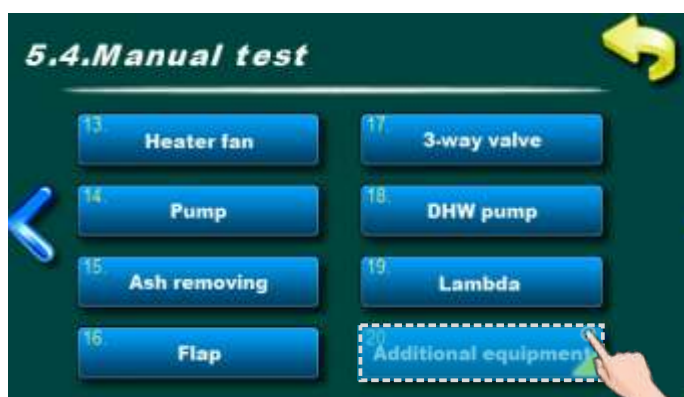 5.4.Manual test
13. Heater fan
17. 3-way valve
14. Pump
18. DHW pump
15. Ash removing
19. Lambda
16. Flap
20. Additional equipment